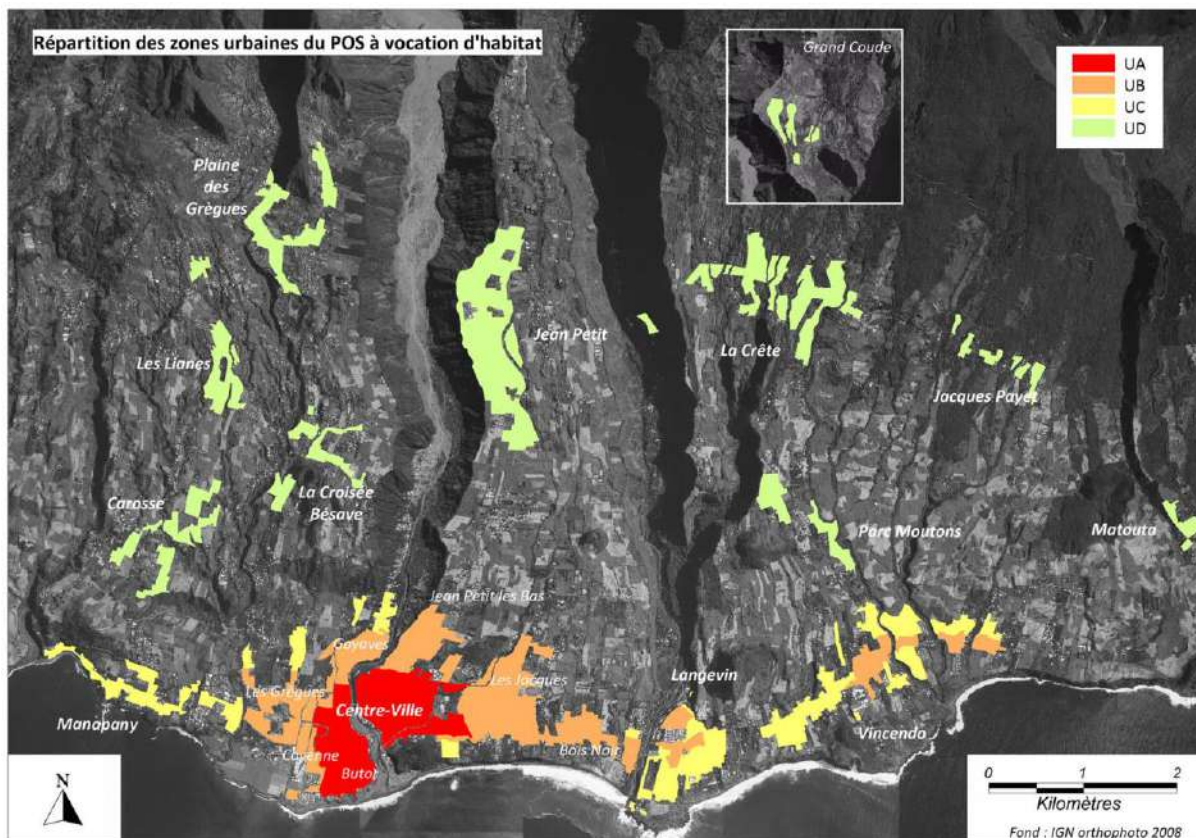 Répartition des zones urbaines du POS à vocation d'habitat
Grand Coude
UA
UB
UC
UD
Plaine
des
Grègues
Les Lianes
Jean Petit
La Crête
Jacques Payet
Carosse
La Croisée
Bésave
Parc Moutons
Matouta
Jean Petit les Bas
Goyaves
Les Grègues
Les Jacques
Langevin
Centre-Ville
Manapany
Cayenne
Butor
Bois Noir
Vincendo
N
0 1 2
Kilomètres
Fond : IGN orthophoto 2008